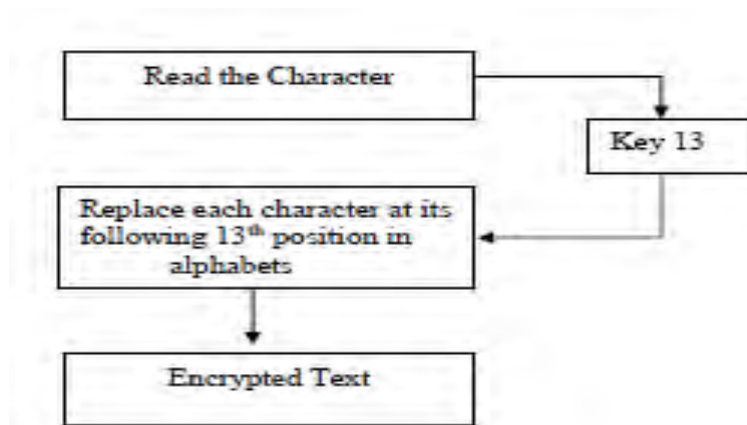 Read the Character
Key 13
Replace each character at its
following 13th position in
alphabets
Encrypted Text